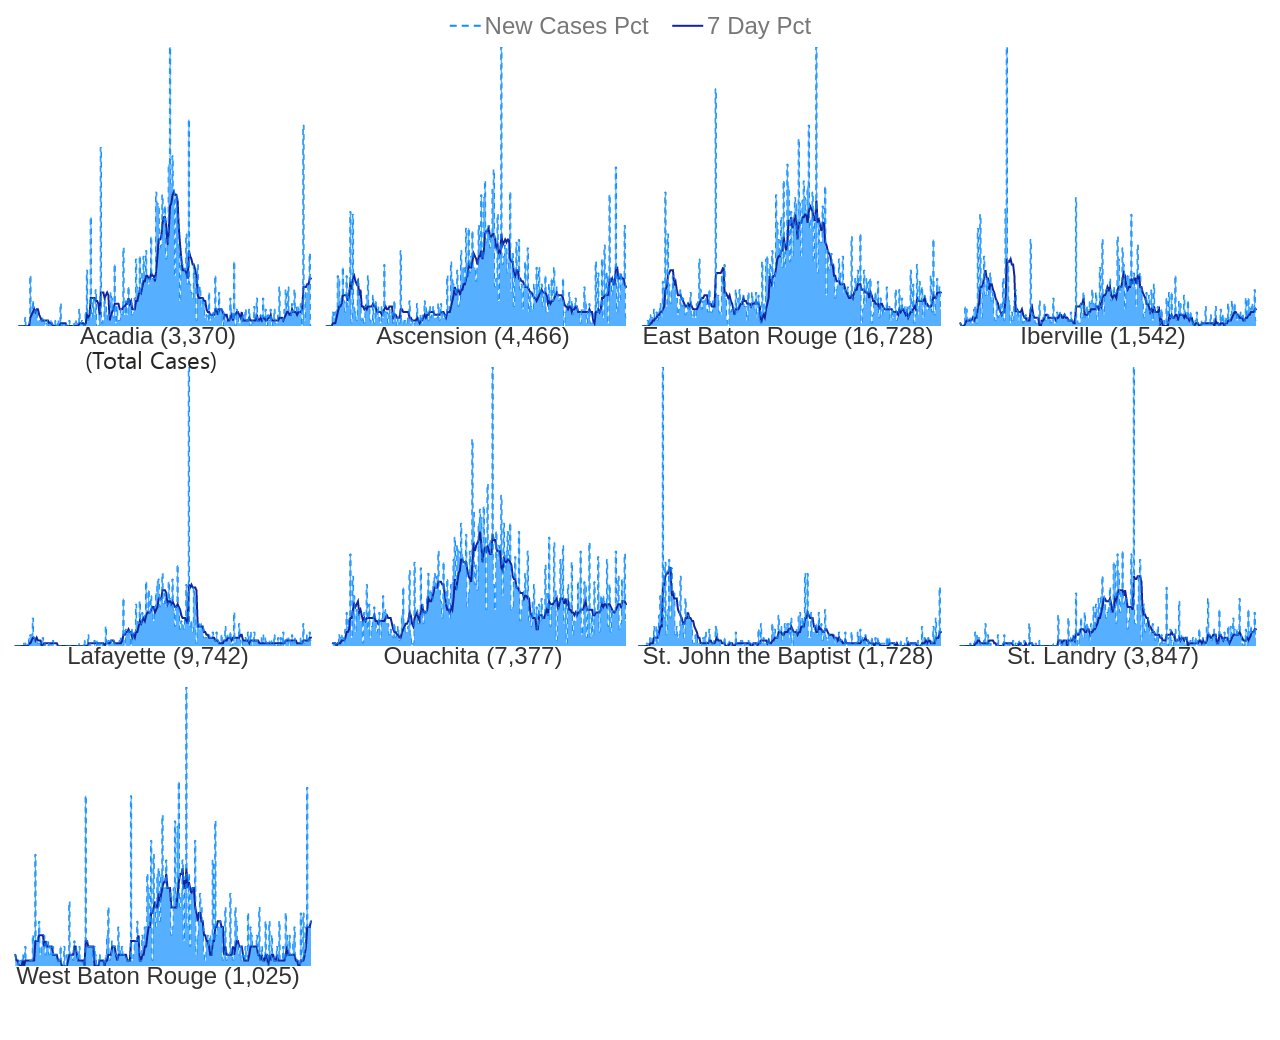 New Cases Pct 7 Day Pct
Acadia (3,370)
(Total Cases)
Ascension (4,466)
East Baton Rouge (16,728)
Iberville (1,542)
Lafayette (9,742)
Ouachita (7,377)
St. John the Baptist (1,728)
St. Landry (3,847)
West Baton Rouge (1,025)